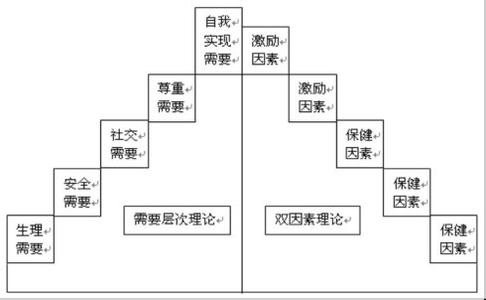 自我
实现
需要
激励
因素
尊重
需要
激励
因素
社交
需要
保健
因素
安全
需要
保健
因素
需要层次理论
双因素理论
生理
需要
保健
因素